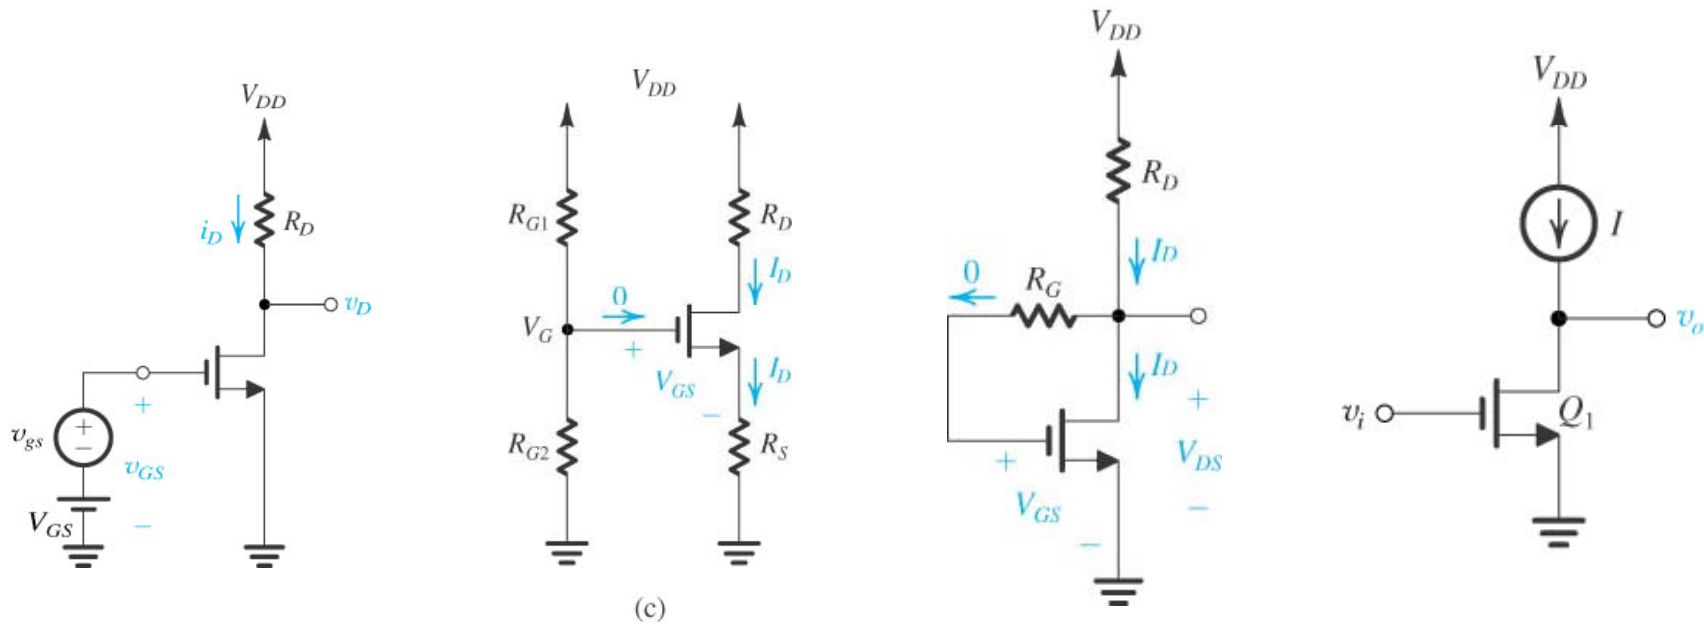 V_DD
i_D
R_D
v_D
v_gs
+
−
+
v_GS
−
V_GS
V_DD
R_G1
R_D
I_D
0
V_G
+
V_GS
−
I_D
R_G2
R_S
(c)
V_DD
R_D
I_D
0
R_G
I_D
+
V_DS
−
+
V_GS
−
V_DD
I
v_o
v_i
Q_1